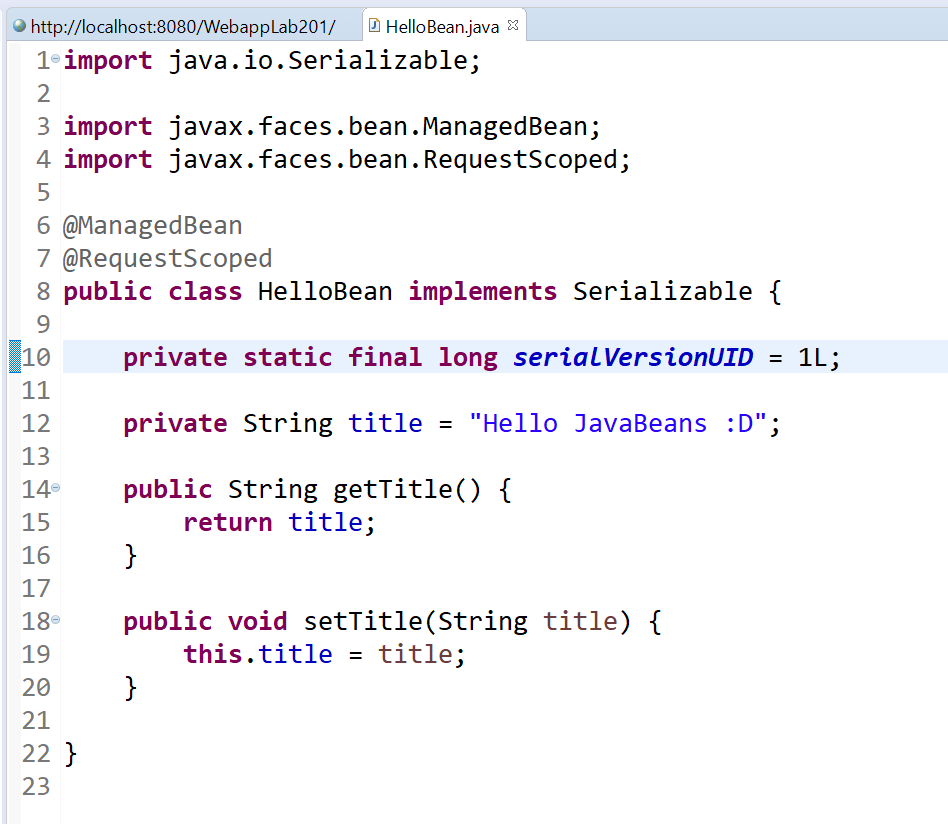 http://localhost:8080/WebappLab201/ HelloBean.java
1 import java.io.Serializable;
2
3 import javax.faces.bean.ManagedBean;
4 import javax.faces.bean.RequestScoped;
5
6 @ManagedBean
7 @RequestScoped
8 public class HelloBean implements Serializable {
9
10     private static final long serialVersionUID = 1L;
11
12     private String title = "Hello JavaBeans :D";
13
14     public String getTitle() {
15         return title;
16     }
17
18     public void setTitle(String title) {
19         this.title = title;
20     }
21
22 }
23